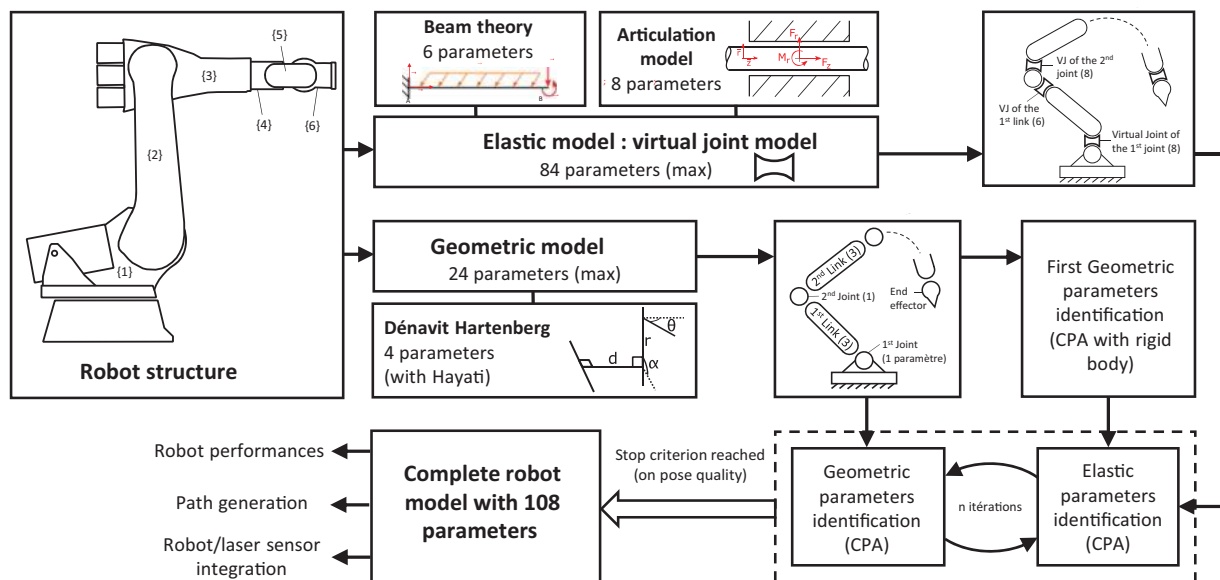 {5}
{3}
{4}
{6}
{2}
{1}
Robot structure
Beam theory
6 parameters
A
B
Articulation
model
8 parameters
Fr
r
z
Mr
Fz
Elastic model : virtual joint model
84 parameters (max)
VJ of the 2nd
joint (8)
VJ of the
1st link (6)
Virtual Joint of
the 1st joint (8)
Geometric model
24 parameters (max)
Dénavit Hartenberg
4 parameters
(with Hayati)
d
r
θ
α
2nd Link (3)
2nd Joint (1)
1st Link (3)
End
effector
1st Joint
(1 paramètre)
First Geometric
parameters
identification
(CPA with rigid
body)
Robot performances
Path generation
Robot/laser sensor
integration
Complete robot
model with 108
parameters
Stop criterion reached
(on pose quality)
Geometric
parameters
identification
(CPA)
n itérations
Elastic
parameters
identification
(CPA)